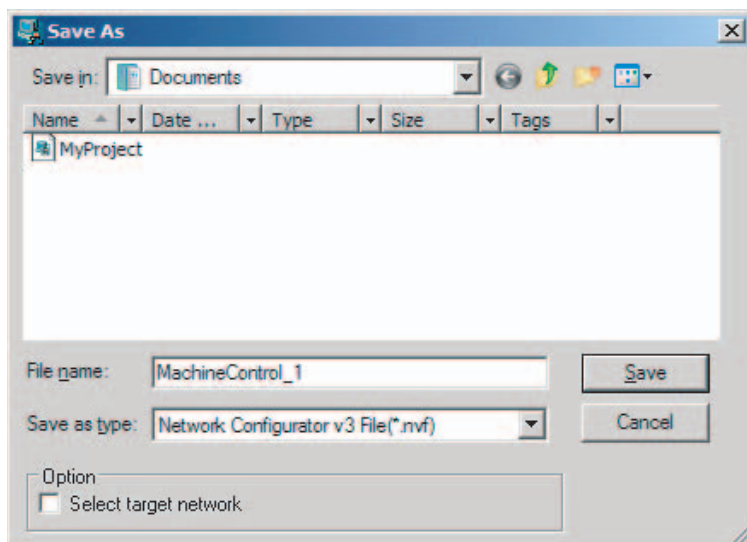 Save As
Save in: Documents
Name Date ... Type Size Tags
MyProject
File name: MachineControl_1 Save
Save as type: Network Configurator v3 File(*.nvf) Cancel
Option
Select target network